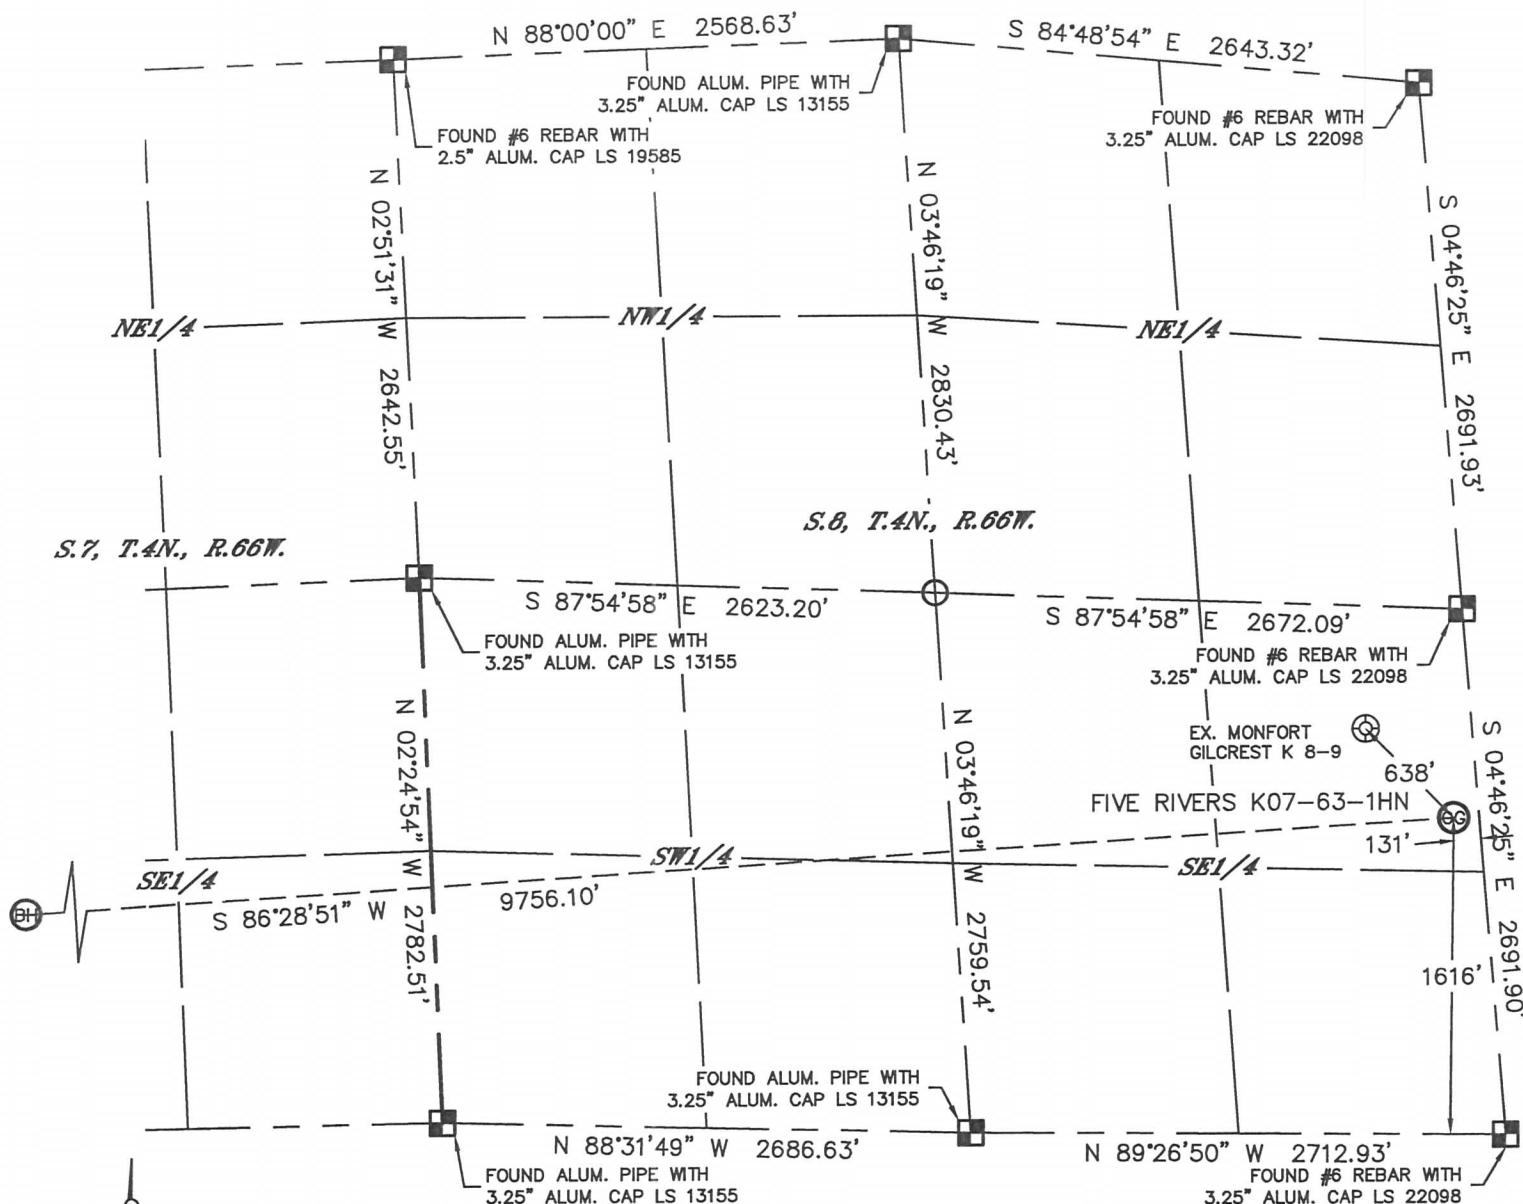 N 88°00'00" E 2568.63'
S 84°48'54" E 2643.32'
FOUND ALUM. PIPE WITH
3.25" ALUM. CAP LS 13155
FOUND #6 REBAR WITH
3.25" ALUM. CAP LS 22098
FOUND #6 REBAR WITH
2.5" ALUM. CAP LS 19585
N 02°51'31" W 2642.55'
N 03°46'19" W 2830.43'
S 04°46'25" E 2691.93'
NE1/4
NW1/4
NE1/4
S.7, T.4N., R.66W.
S.8, T.4N., R.66W.
S 87°54'58" E 2623.20'
S 87°54'58" E 2672.09'
FOUND ALUM. PIPE WITH
3.25" ALUM. CAP LS 13155
FOUND #6 REBAR WITH
3.25" ALUM. CAP LS 22098
N 02°24'54" W 2782.51'
N 03°46'19" W 2759.54'
S 04°46'25" E 2691.90'
EX. MONFORT
GILCREST K 8-9
638'
FIVE RIVERS K07-63-1HN
131'
SE1/4
SW1/4
SE1/4
BH
S 86°28'51" W 9756.10'
1616'
FOUND ALUM. PIPE WITH
3.25" ALUM. CAP LS 13155
N 88°31'49" W 2686.63'
N 89°26'50" W 2712.93'
FOUND ALUM. PIPE WITH
3.25" ALUM. CAP LS 13155
FOUND #6 REBAR WITH
3.25" ALUM. CAP LS 22098